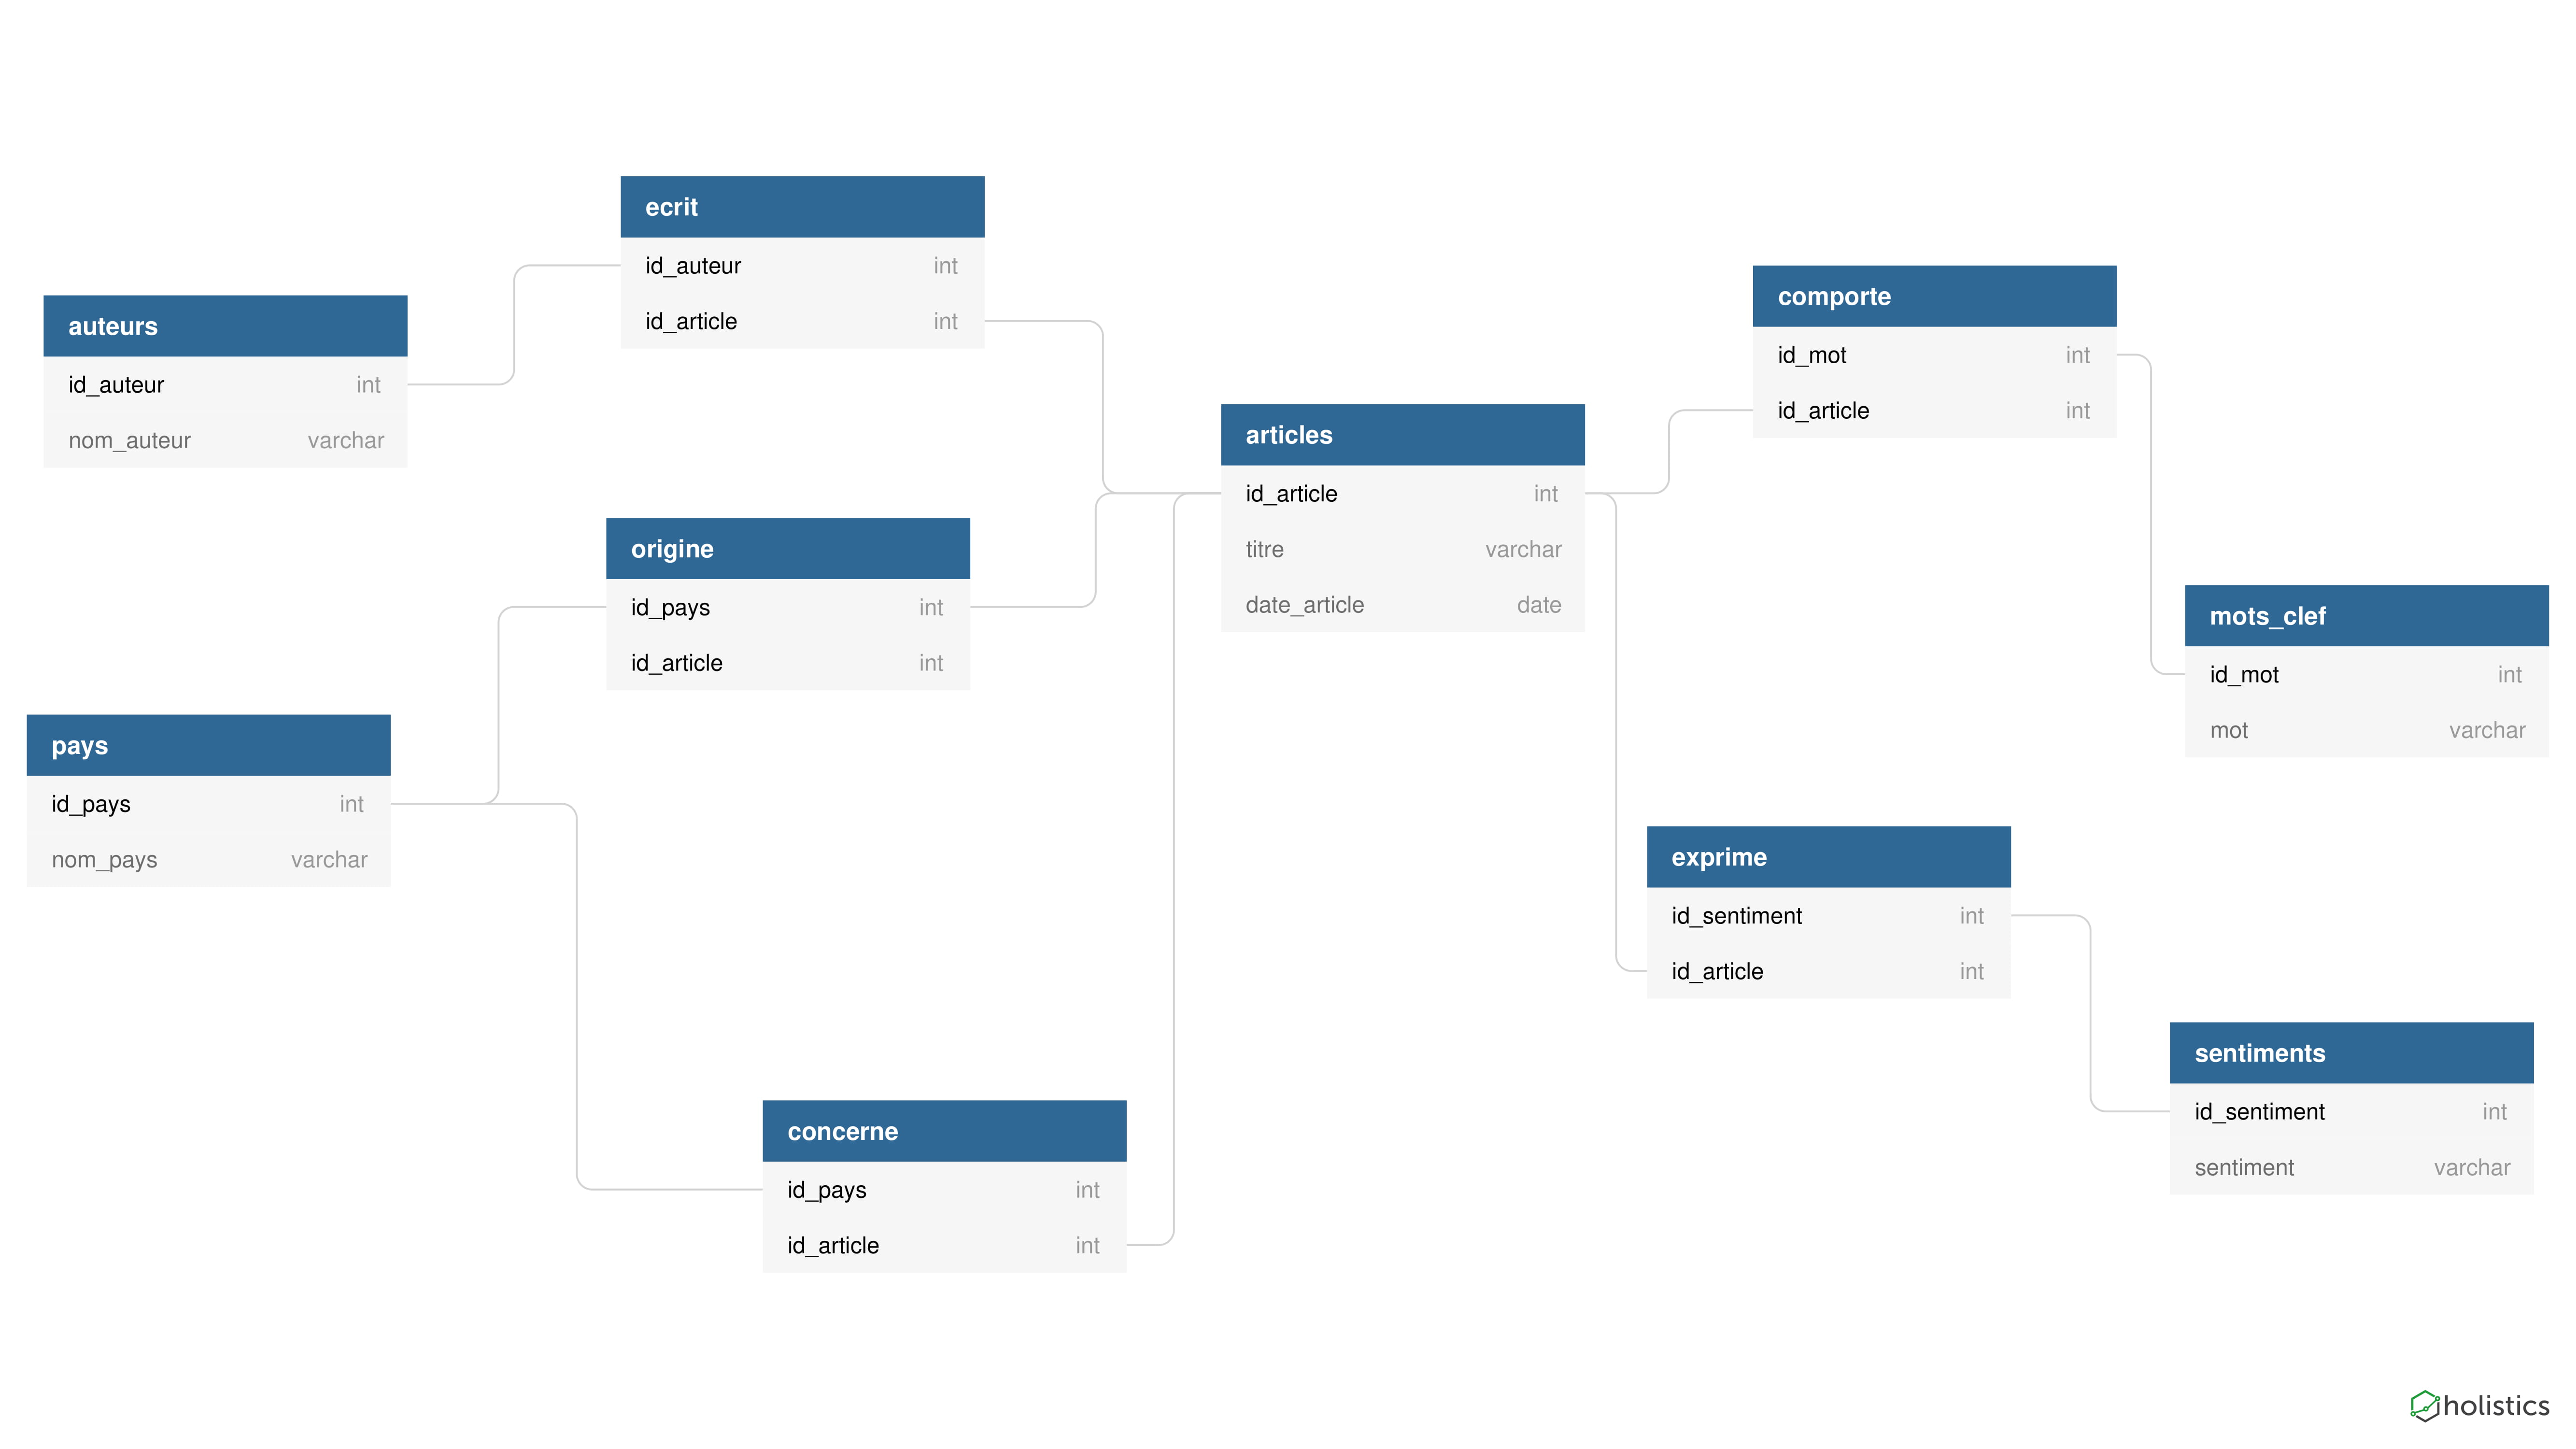 auteurs
id_auteur int
nom_auteur varchar
ecrit
id_auteur int
id_article int
origine
id_pays int
id_article int
pays
id_pays int
nom_pays varchar
concerne
id_pays int
id_article int
articles
id_article int
titre varchar
date_article date
comporte
id_mot int
id_article int
mots_clef
id_mot int
mot varchar
exprime
id_sentiment int
id_article int
sentiments
id_sentiment int
sentiment varchar
holistics